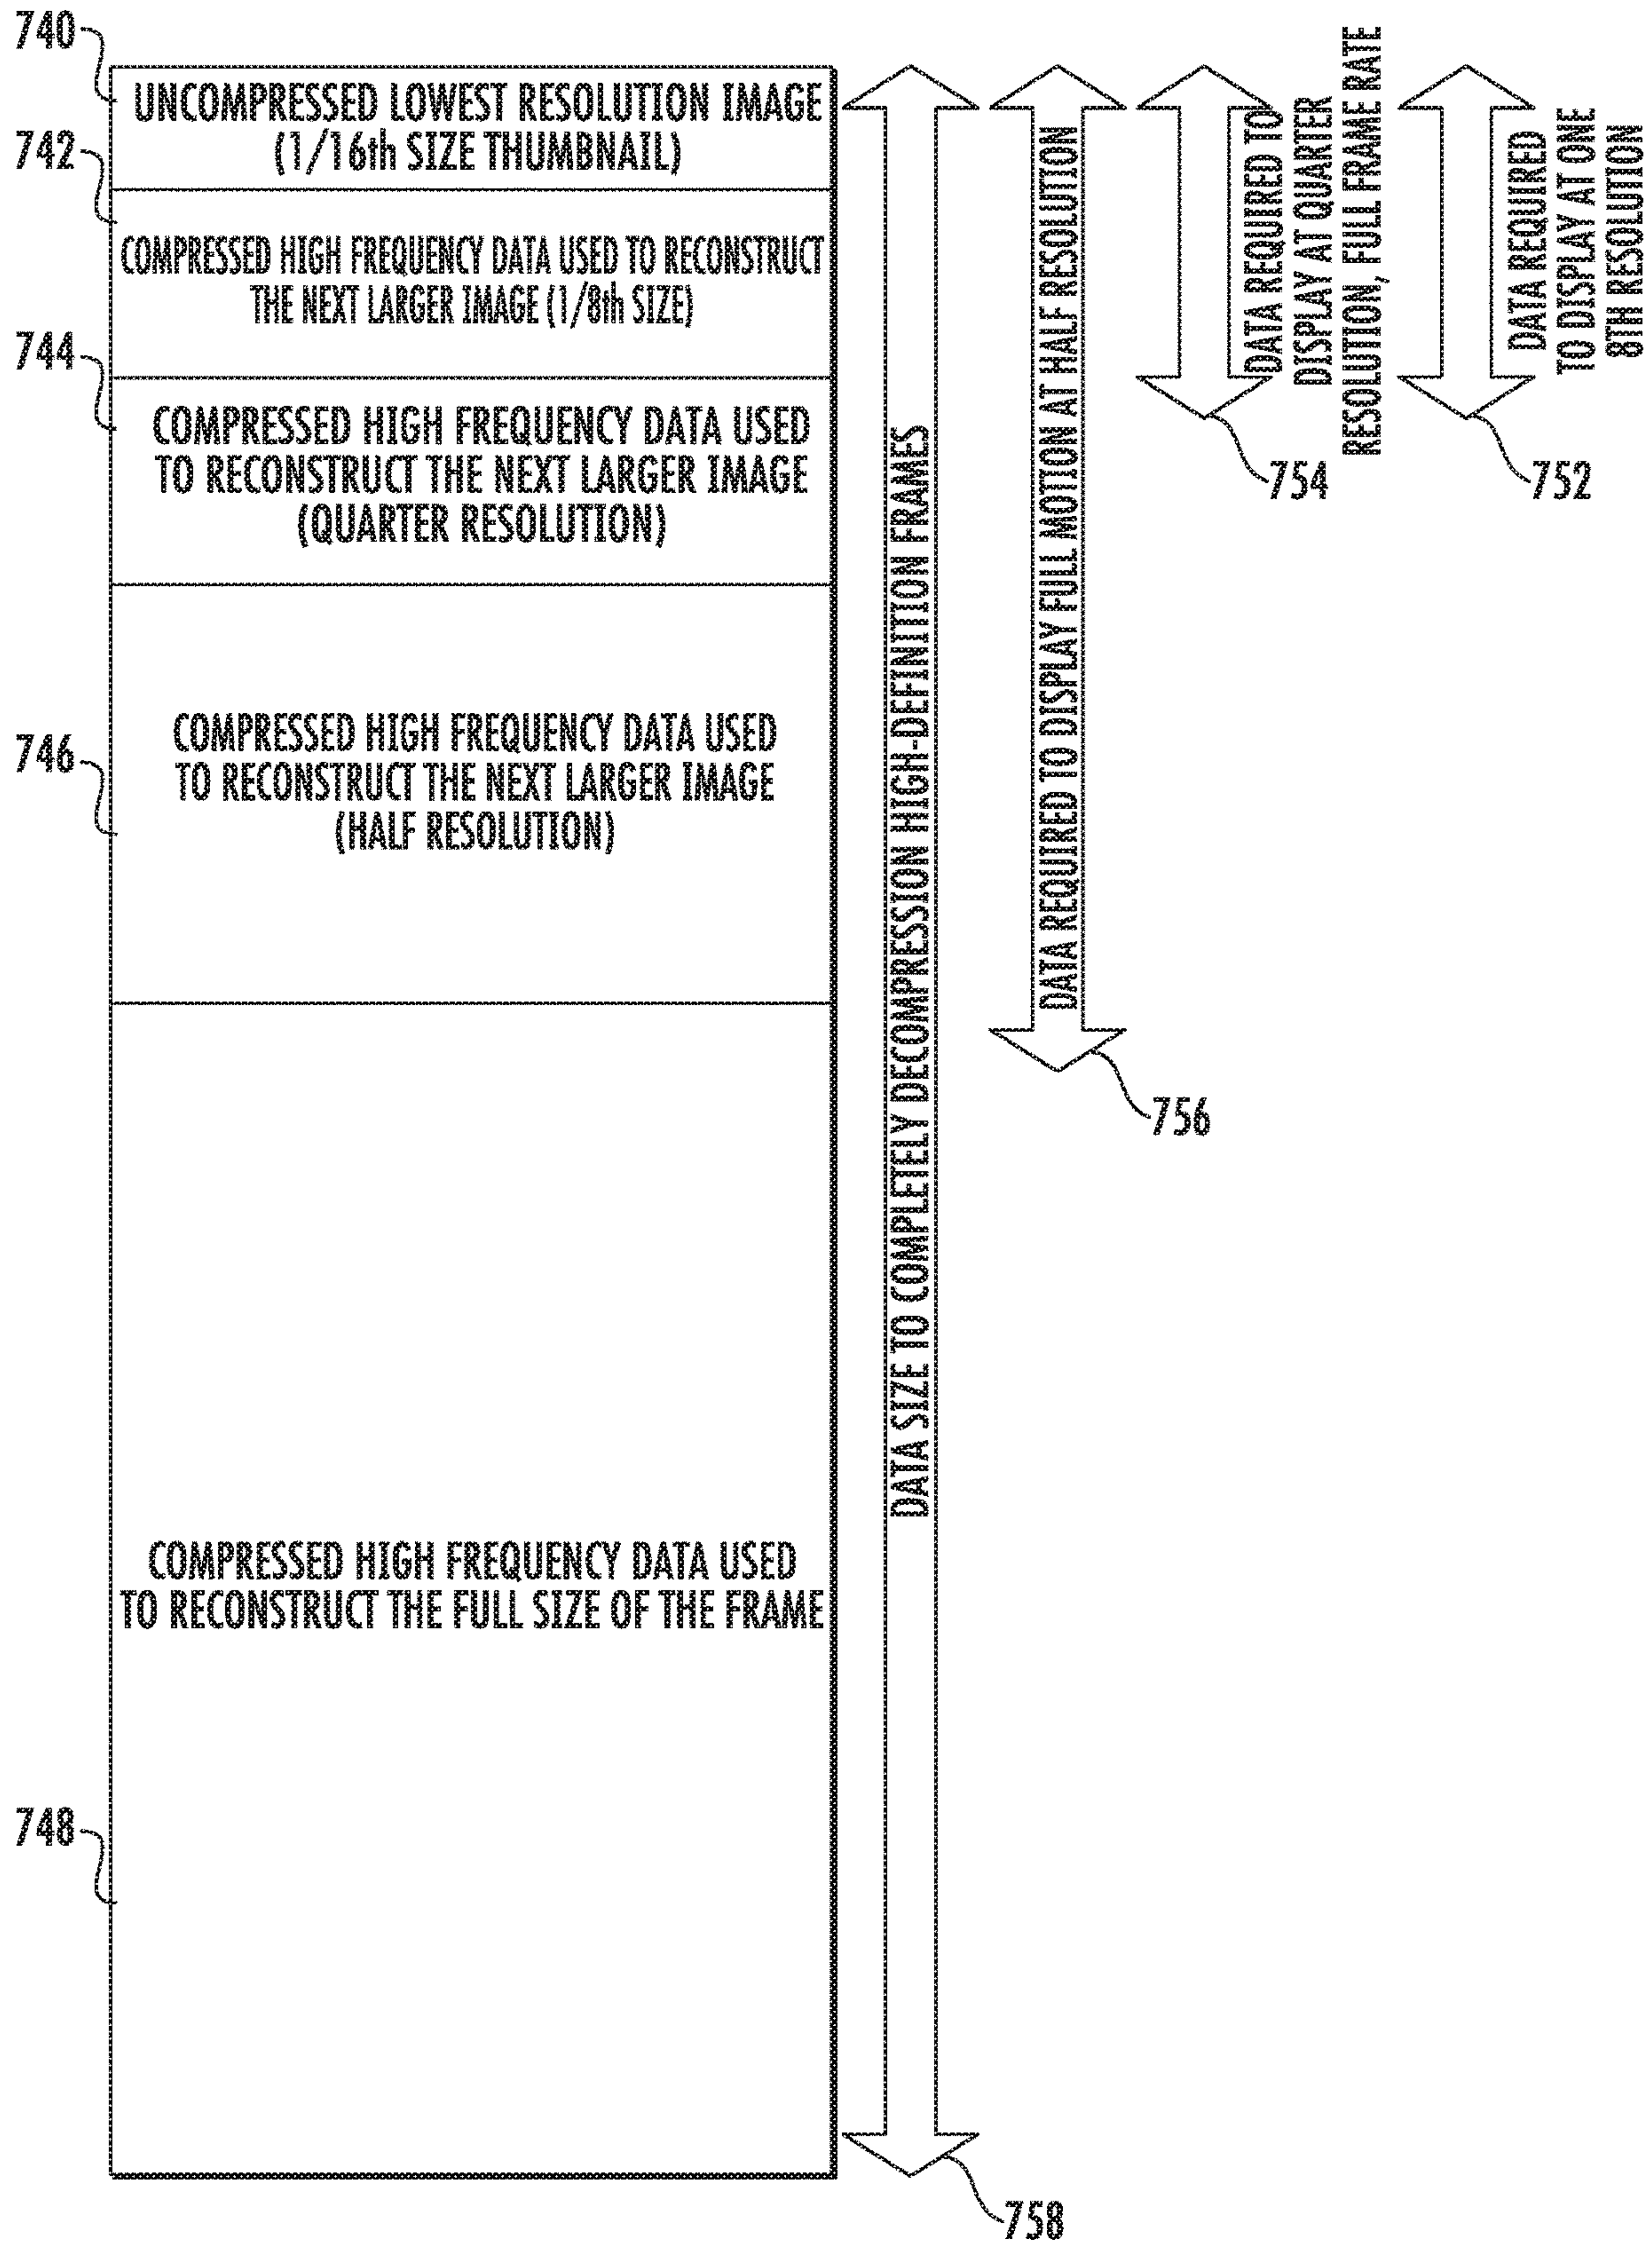 740
UNCOMPRESSED LOWEST RESOLUTION IMAGE
(1/16th SIZE THUMBNAIL)
742
COMPRESSED HIGH FREQUENCY DATA USED TO RECONSTRUCT
THE NEXT LARGER IMAGE (1/8th SIZE)
744
COMPRESSED HIGH FREQUENCY DATA USED
TO RECONSTRUCT THE NEXT LARGER IMAGE
(QUARTER RESOLUTION)
746
COMPRESSED HIGH FREQUENCY DATA USED
TO RECONSTRUCT THE NEXT LARGER IMAGE
(HALF RESOLUTION)
COMPRESSED HIGH FREQUENCY DATA USED
TO RECONSTRUCT THE FULL SIZE OF THE FRAME
748
DATA SIZE TO COMPLETELY DECOMPRESSION HIGH-DEFINITION FRAMES
758
DATA REQUIRED TO DISPLAY FULL MOTION AT HALF RESOLUTION
756
DATA REQUIRED TO
DISPLAY AT QUARTER
RESOLUTION, FULL FRAME RATE
754
DATA REQUIRED
TO DISPLAY AT ONE
8TH RESOLUTION
752